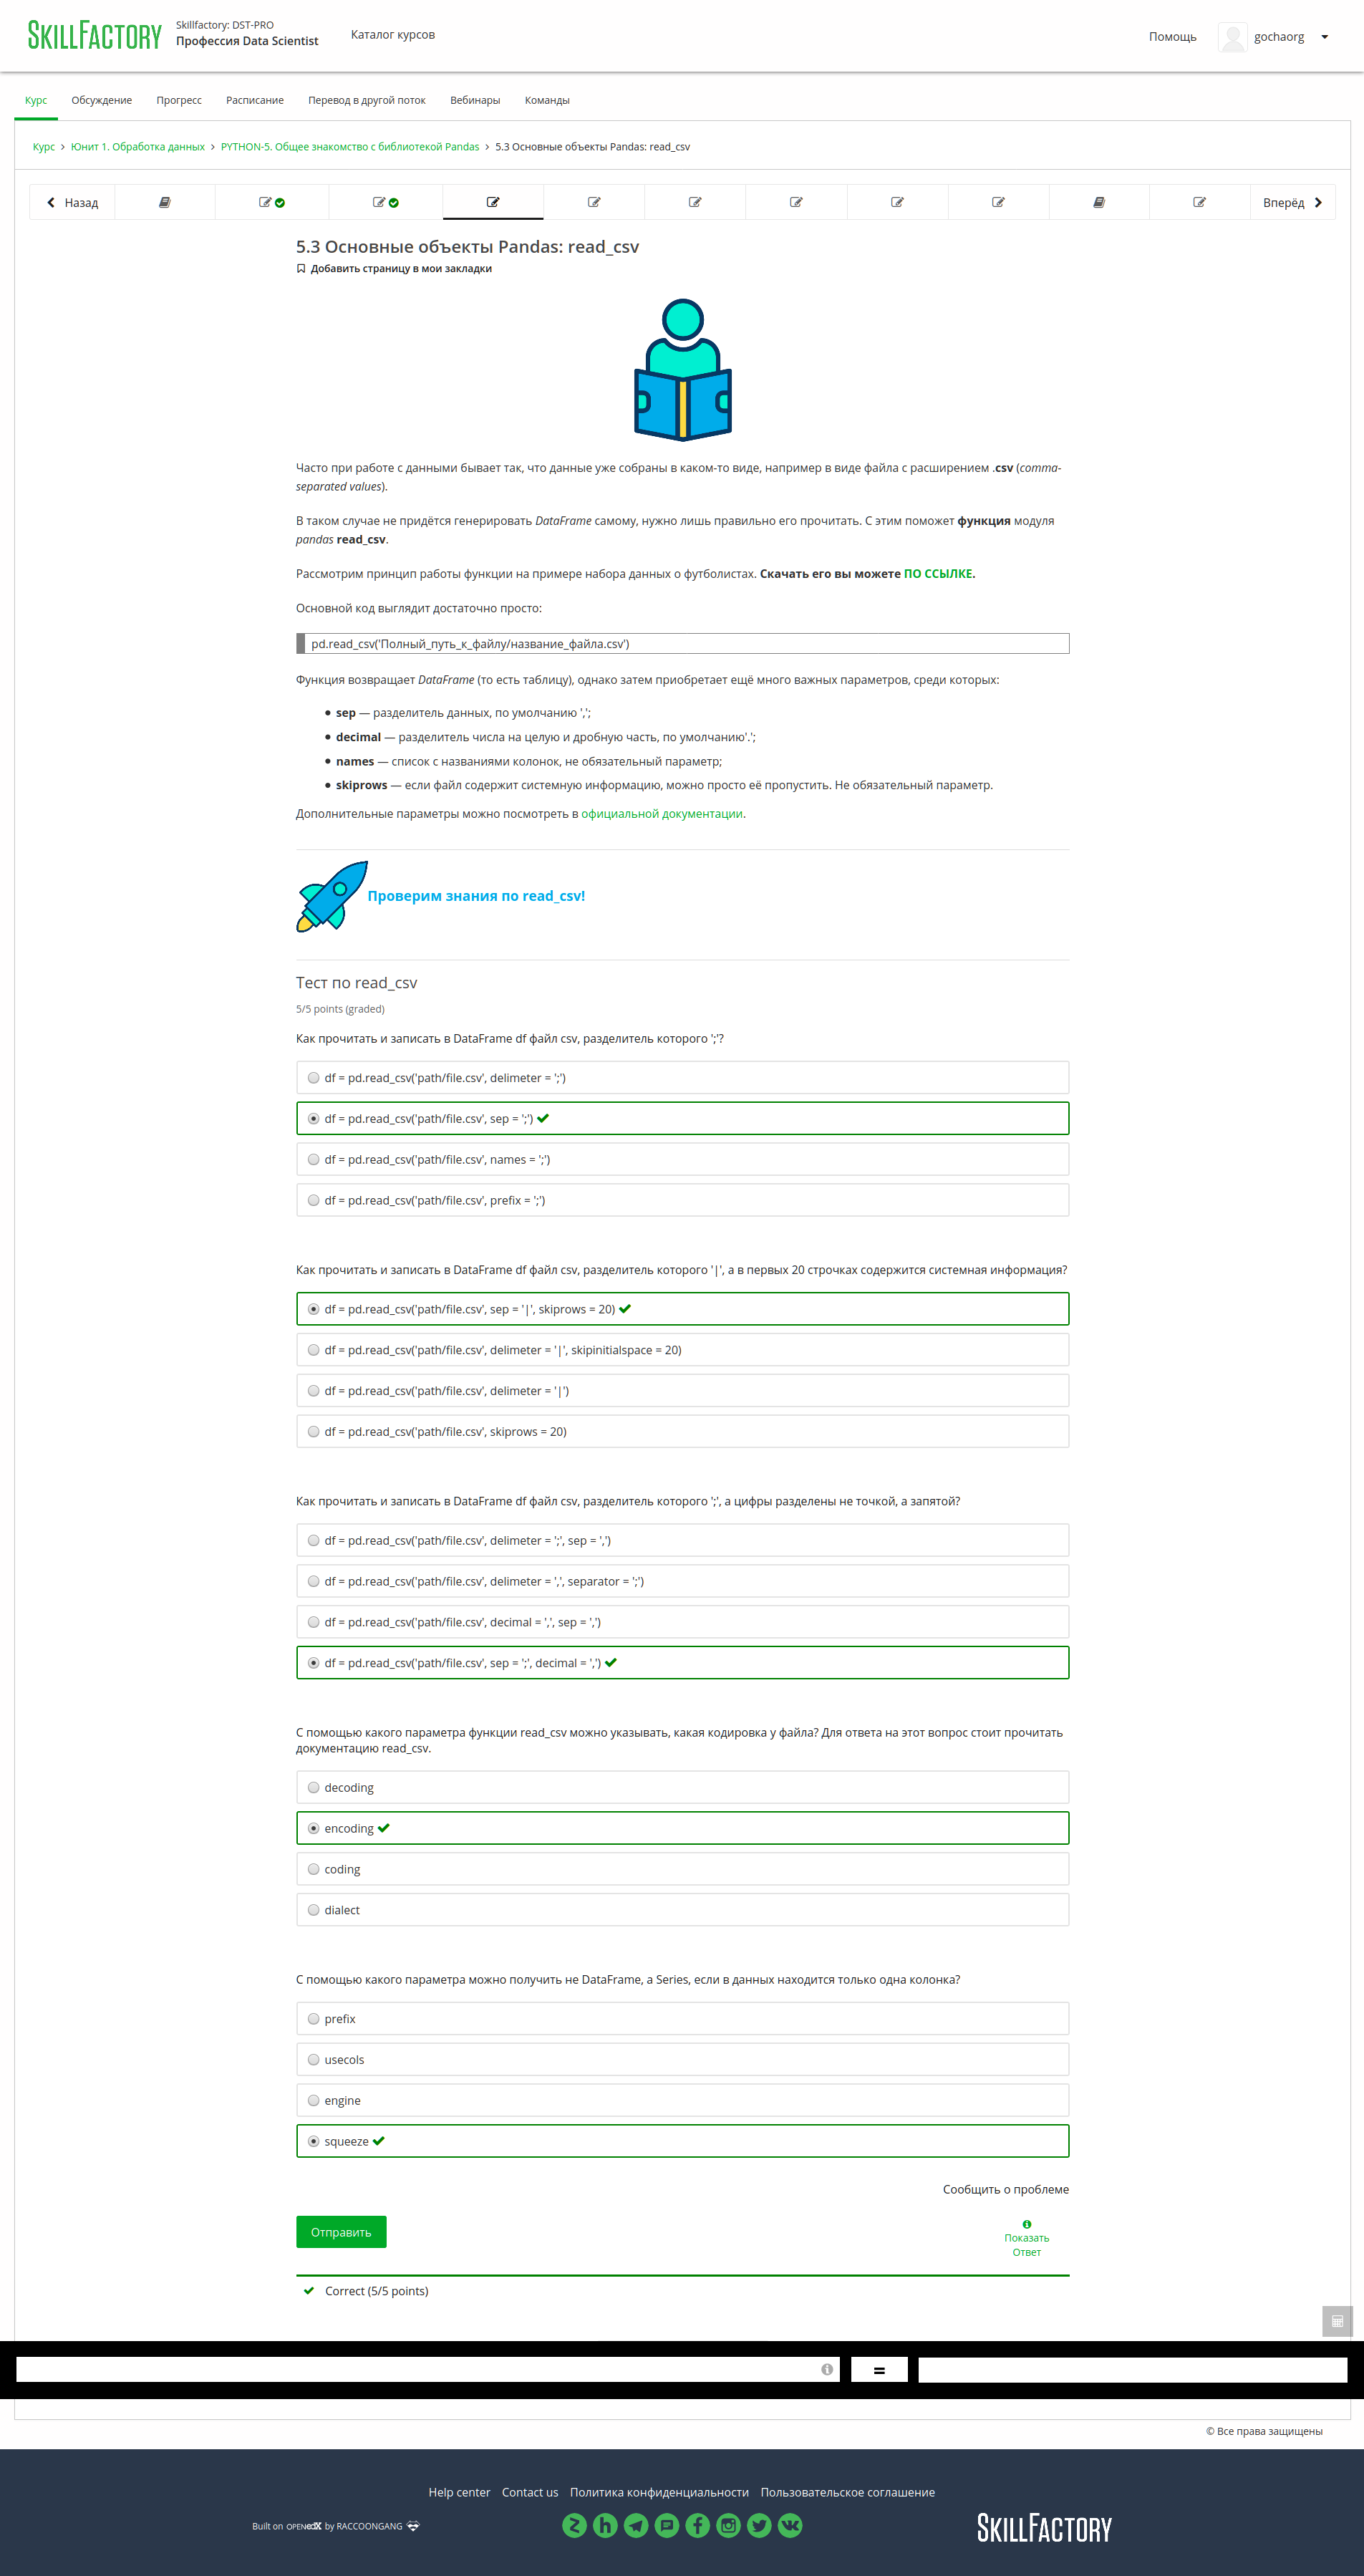 SKILLFACTORY
Skillfactory: DST-PRO
Профессия Data Scientist
Каталог курсов
Помощь
gochaorg
Курс
Обсуждение
Прогресс
Расписание
Перевод в другой поток
Вебинары
Команды
Курс > Юнит 1. Обработка данных > PYTHON-5. Общее знакомство с библиотекой Pandas > 5.3 Основные объекты Pandas: read_csv
Назад
Вперёд
5.3 Основные объекты Pandas: read_csv
Добавить страницу в мои закладки
Часто при работе с данными бывает так, что данные уже собраны в каком-то виде, например в виде файла с расширением .csv (comma-
separated values).
В таком случае не придётся генерировать DataFrame самому, нужно лишь правильно его прочитать. С этим поможет функция модуля
pandas read_csv.
Рассмотрим принцип работы функции на примере набора данных о футболистах. Скачать его вы можете ПО ССЫЛКЕ.
Основной код выглядит достаточно просто:
pd.read_csv('Полный_путь_к_файлу/название_файла.csv')
Функция возвращает DataFrame (то есть таблицу), однако затем приобретает ещё много важных параметров, среди которых:
• sep — разделитель данных, по умолчанию ',';
• decimal — разделитель числа на целую и дробную часть, по умолчанию'.';
• names — список с названиями колонок, не обязательный параметр;
• skiprows — если файл содержит системную информацию, можно просто её пропустить. Не обязательный параметр.
Дополнительные параметры можно посмотреть в официальной документации.
Проверим знания по read_csv!
Тест по read_csv
5/5 points (graded)
Как прочитать и записать в DataFrame df файл csv, разделитель которого ';'?
df = pd.read_csv('path/file.csv', delimeter = ';')
df = pd.read_csv('path/file.csv', sep = ';')
df = pd.read_csv('path/file.csv', names = ';')
df = pd.read_csv('path/file.csv', prefix = ';')
Как прочитать и записать в DataFrame df файл csv, разделитель которого '|', а в первых 20 строчках содержится системная информация?
df = pd.read_csv('path/file.csv', sep = '|', skiprows = 20)
df = pd.read_csv('path/file.csv', delimeter = '|', skipinitialspace = 20)
df = pd.read_csv('path/file.csv', delimeter = '|')
df = pd.read_csv('path/file.csv', skiprows = 20)
Как прочитать и записать в DataFrame df файл csv, разделитель которого ';', а цифры разделены не точкой, а запятой?
df = pd.read_csv('path/file.csv', delimeter = ';', sep = ',')
df = pd.read_csv('path/file.csv', delimeter = ',', separator = ';')
df = pd.read_csv('path/file.csv', decimal = ',', sep = ',')
df = pd.read_csv('path/file.csv', sep = ';', decimal = ',')
С помощью какого параметра функции read_csv можно указывать, какая кодировка у файла? Для ответа на этот вопрос стоит прочитать
документацию read_csv.
decoding
encoding
coding
dialect
С помощью какого параметра можно получить не DataFrame, а Series, если в данных находится только одна колонка?
prefix
usecols
engine
squeeze
Сообщить о проблеме
Отправить
Показать
Ответ
Correct (5/5 points)
=
© Все права защищены
Help center
Contact us
Политика конфиденциальности
Пользовательское соглашение
Built on OPEN edX by RACCOONGANG
SKILLFACTORY